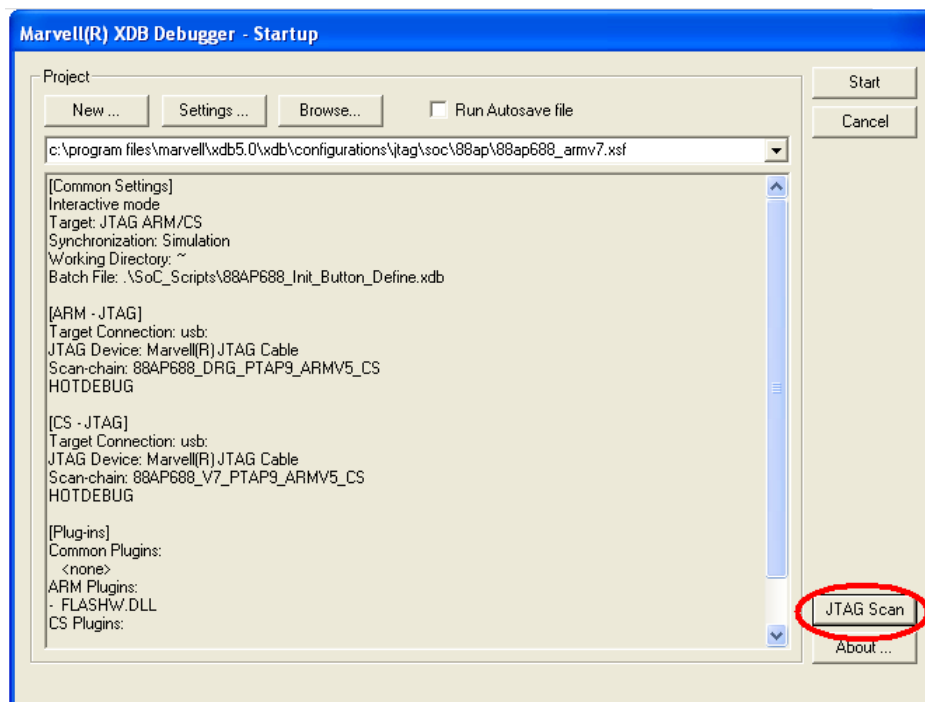 Marvell(R) XDB Debugger - Startup
Project
New ...
Settings ...
Browse...
Run Autosave file
Start
Cancel
c:\program files\marvell\xdb5.0\xdb\configurations\jtag\soc\88ap\88ap688_armv7.xsf
[Common Settings]
Interactive mode
Target: JTAG ARM/CS
Synchronization: Simulation
Working Directory: ~
Batch File: .\SoC_Scripts\88AP688_Init_Button_Define.xdb
[ARM - JTAG]
Target Connection: usb:
JTAG Device: Marvell(R) JTAG Cable
Scan-chain: 88AP688_DRG_PTAP9_ARMV5_CS
HOTDEBUG
[CS - JTAG]
Target Connection: usb:
JTAG Device: Marvell(R) JTAG Cable
Scan-chain: 88AP688_V7_PTAP9_ARMV5_CS
HOTDEBUG
[Plug-ins]
Common Plugins:
<none>
ARM Plugins:
- FLASHW.DLL
CS Plugins:
JTAG Scan
About ...